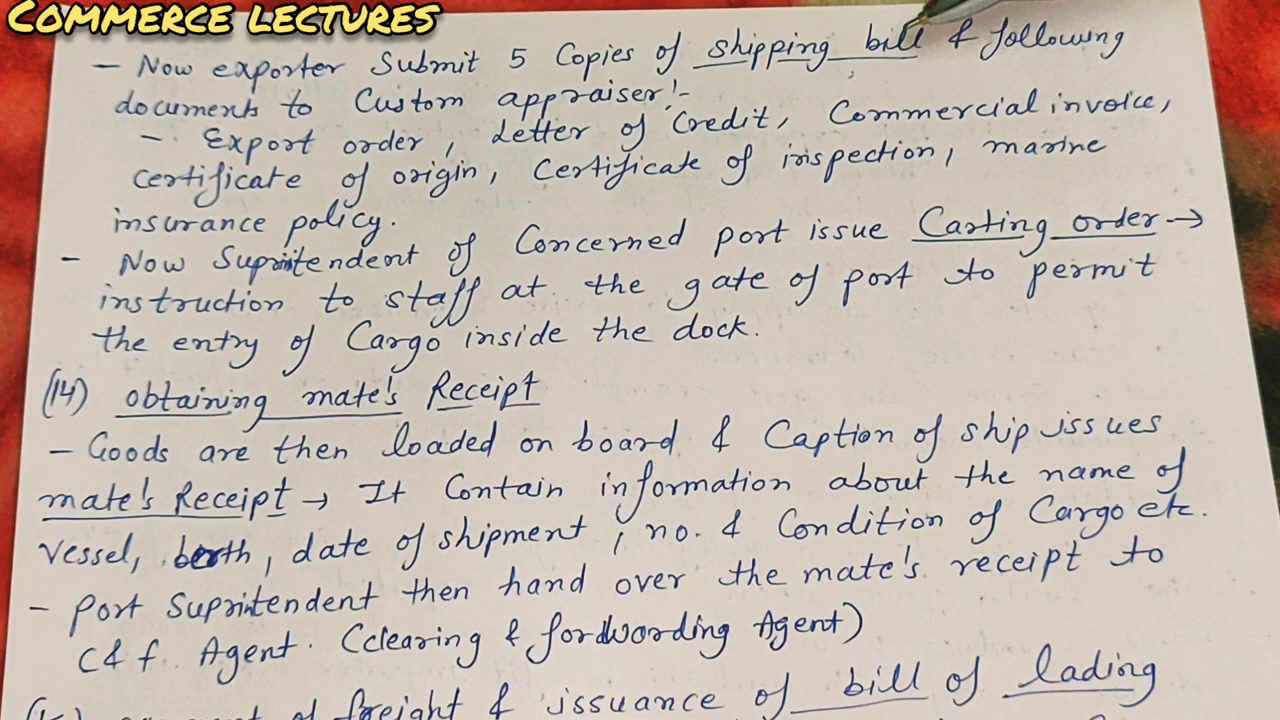 COMMERCE LECTURES
- Now exporter Submit 5 Copies of shipping bill & following
documents to Custom appraiser:-
- Export order, Letter of Credit, Commercial invoice,
certificate of origin, Certificate of inspection, marine
insurance policy.
- Now Suprintendent of Concerned port issue Carting order →
instruction to staff at the gate of port to permit
the entry of Cargo inside the dock.
(14) obtaining mate's Receipt
- Goods are then loaded on board & Caption of ship issues
mate's Receipt → It Contain information about the name of
Vessel, berth, date of shipment, no. & Condition of Cargo etc.
- Port Suprintendent then hand over the mate's receipt to
C & f. Agent. (clearing & fordwording Agent)
of freight & issuance of bill of lading